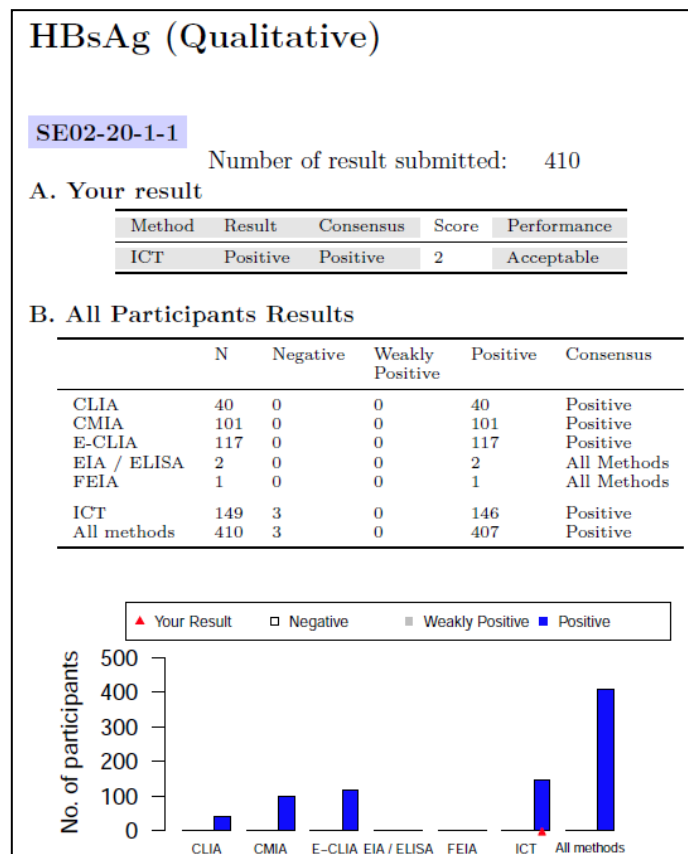 HBsAg (Qualitative)
SE02-20-1-1
Number of result submitted: 410
A. Your result
Method Result Consensus Score Performance
ICT Positive Positive 2 Acceptable
B. All Participants Results
N Negative Weakly Positive Positive Consensus
CLIA 40 0 0 40 Positive
CMIA 101 0 0 101 Positive
E-CLIA 117 0 0 117 Positive
EIA / ELISA 2 0 0 2 All Methods
FEIA 1 0 0 1 All Methods
ICT 149 3 0 146 Positive
All methods 410 3 0 407 Positive
Your Result Negative Weakly Positive Positive
No. of participants
500
400
300
200
100
0
CLIA CMIA E-CLIA EIA / ELISA FEIA ICT All methods